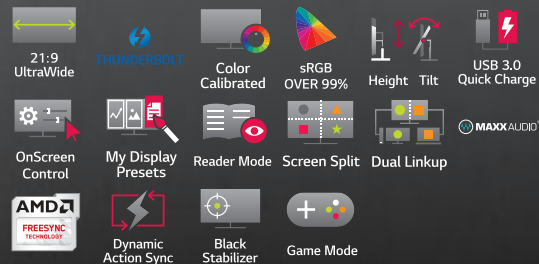 21:9
UltraWide
THUNDERBOLT
Color
Calibrated
sRGB
OVER 99%
Height Tilt
USB 3.0
Quick Charge
OnScreen
Control
My Display
Presets
Reader Mode
Screen Split
Dual Linkup
MAXXAUDIO®
AMD
FREESYNC
TECHNOLOGY
Dynamic
Action Sync
Black
Stabilizer
Game Mode